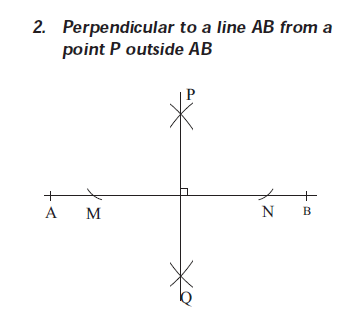 2. Perpendicular to a line AB from a
point P outside AB
P
A M N B
Q